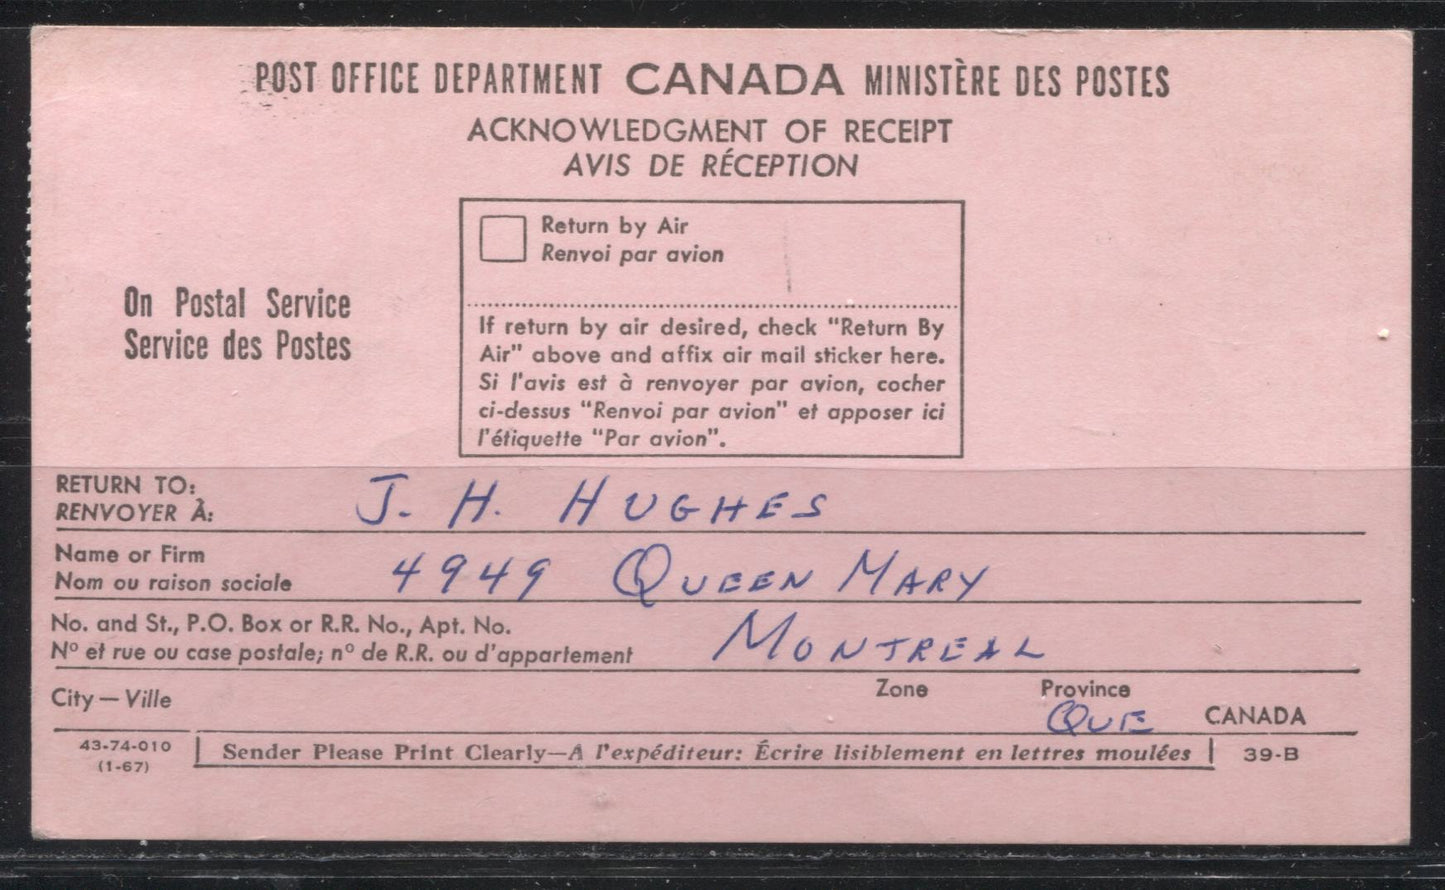 POST OFFICE DEPARTMENT CANADA MINISTÈRE DES POSTES
ACKNOWLEDGMENT OF RECEIPT
AVIS DE RÉCEPTION
Return by Air
Renvoi par avion
On Postal Service
Service des Postes
If return by air desired, check "Return By
Air" above and affix air mail sticker here.
Si l'avis est à renvoyer par avion, cocher
ci-dessus "Renvoi par avion" et apposer ici
l'étiquette "Par avion".
RETURN TO:
RENVOYER À:
J. H. HUGHES
Name or Firm
Nom ou raison sociale
4949 QUEEN MARY
No. and St., P.O. Box or R.R. No., Apt. No.
Nº et rue ou case postale; nº de R.R. ou d'appartement
MONTREAL
City — Ville
Zone
Province
QUE
CANADA
43-74-010
(1-67)
Sender Please Print Clearly—A l'expéditeur: Écrire lisiblement en lettres moulées
39-B